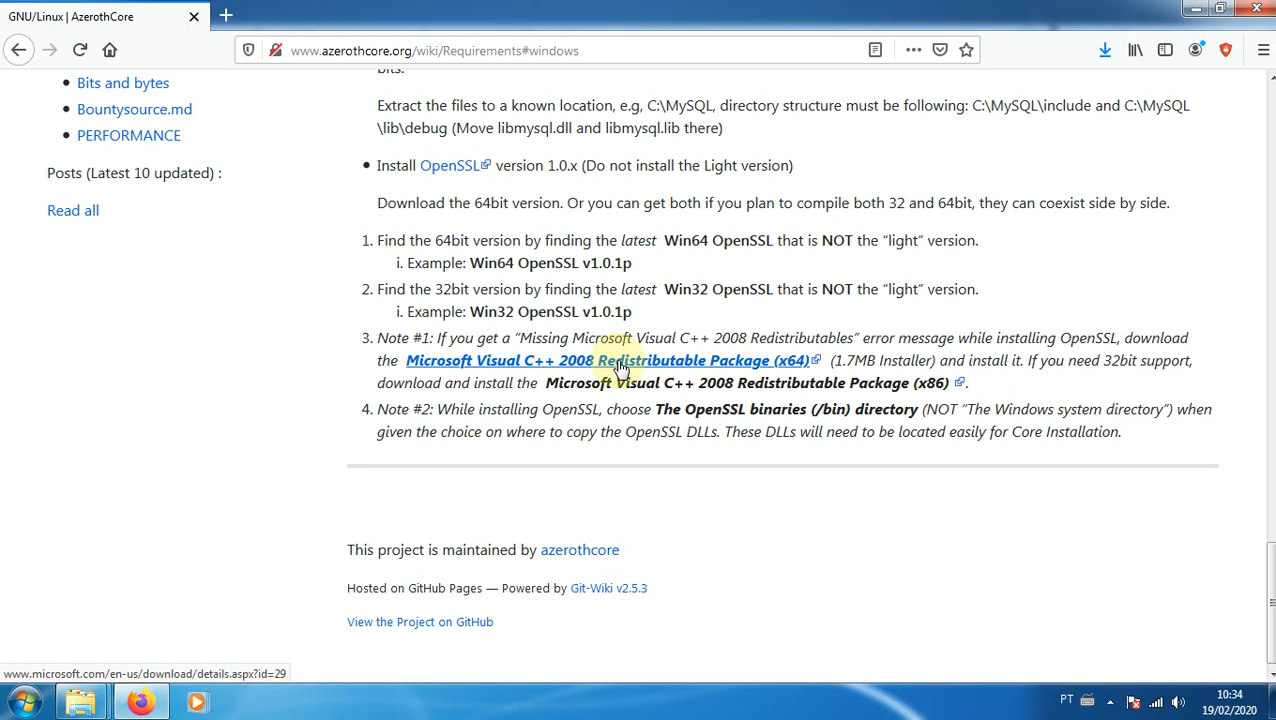 GNU/Linux | AzerothCore
www.azerothcore.org/wiki/Requirements#windows
Bits and bytes
Bountysource.md
PERFORMANCE
Posts (Latest 10 updated) :
Read all
bits.
Extract the files to a known location, e.g, C:\MySQL, directory structure must be following: C:\MySQL\include and C:\MySQL
\lib\debug (Move libmysql.dll and libmysql.lib there)
Install OpenSSL version 1.0.x (Do not install the Light version)
Download the 64bit version. Or you can get both if you plan to compile both 32 and 64bit, they can coexist side by side.
1. Find the 64bit version by finding the latest Win64 OpenSSL that is NOT the “light” version.
i. Example: Win64 OpenSSL v1.0.1p
2. Find the 32bit version by finding the latest Win32 OpenSSL that is NOT the “light” version.
i. Example: Win32 OpenSSL v1.0.1p
3. Note #1: If you get a “Missing Microsoft Visual C++ 2008 Redistributables” error message while installing OpenSSL, download
the Microsoft Visual C++ 2008 Redistributable Package (x64) (1.7MB Installer) and install it. If you need 32bit support,
download and install the Microsoft Visual C++ 2008 Redistributable Package (x86) .
4. Note #2: While installing OpenSSL, choose The OpenSSL binaries (/bin) directory (NOT “The Windows system directory”) when
given the choice on where to copy the OpenSSL DLLs. These DLLs will need to be located easily for Core Installation.
This project is maintained by azerothcore
Hosted on GitHub Pages — Powered by Git-Wiki v2.5.3
View the Project on GitHub
www.microsoft.com/en-us/download/details.aspx?id=29
PT
10:34
19/02/2020